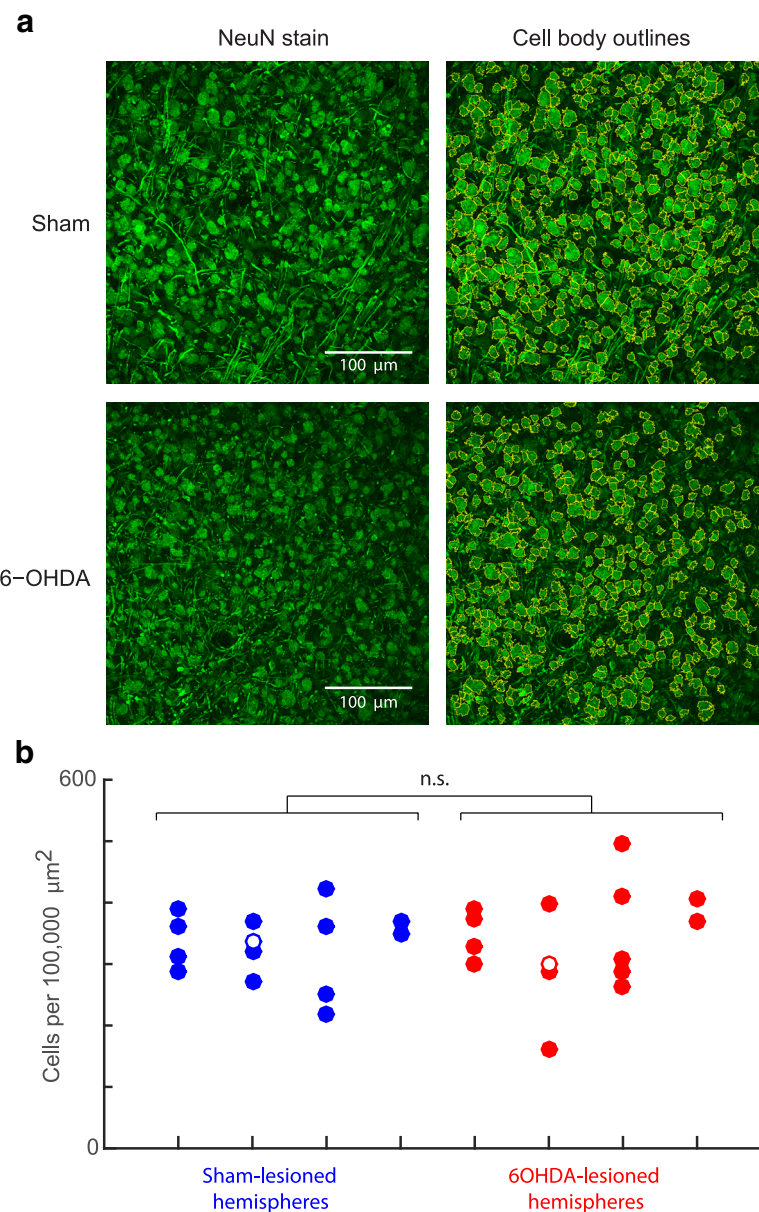 a
NeuN stain
Cell body outlines
Sham
100 μm
6−OHDA
100 μm
b
n.s.
600
Cells per 100,000 μm²
0
Sham-lesioned
hemispheres
6OHDA-lesioned
hemispheres